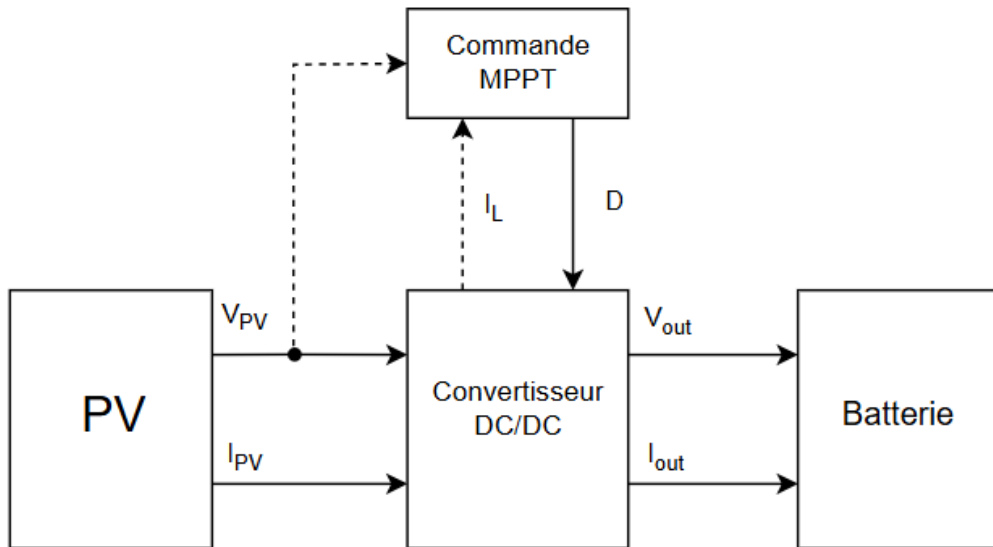 Commande
MPPT
I_L
D
V_PV
V_out
PV
Convertisseur
DC/DC
Batterie
I_PV
I_out